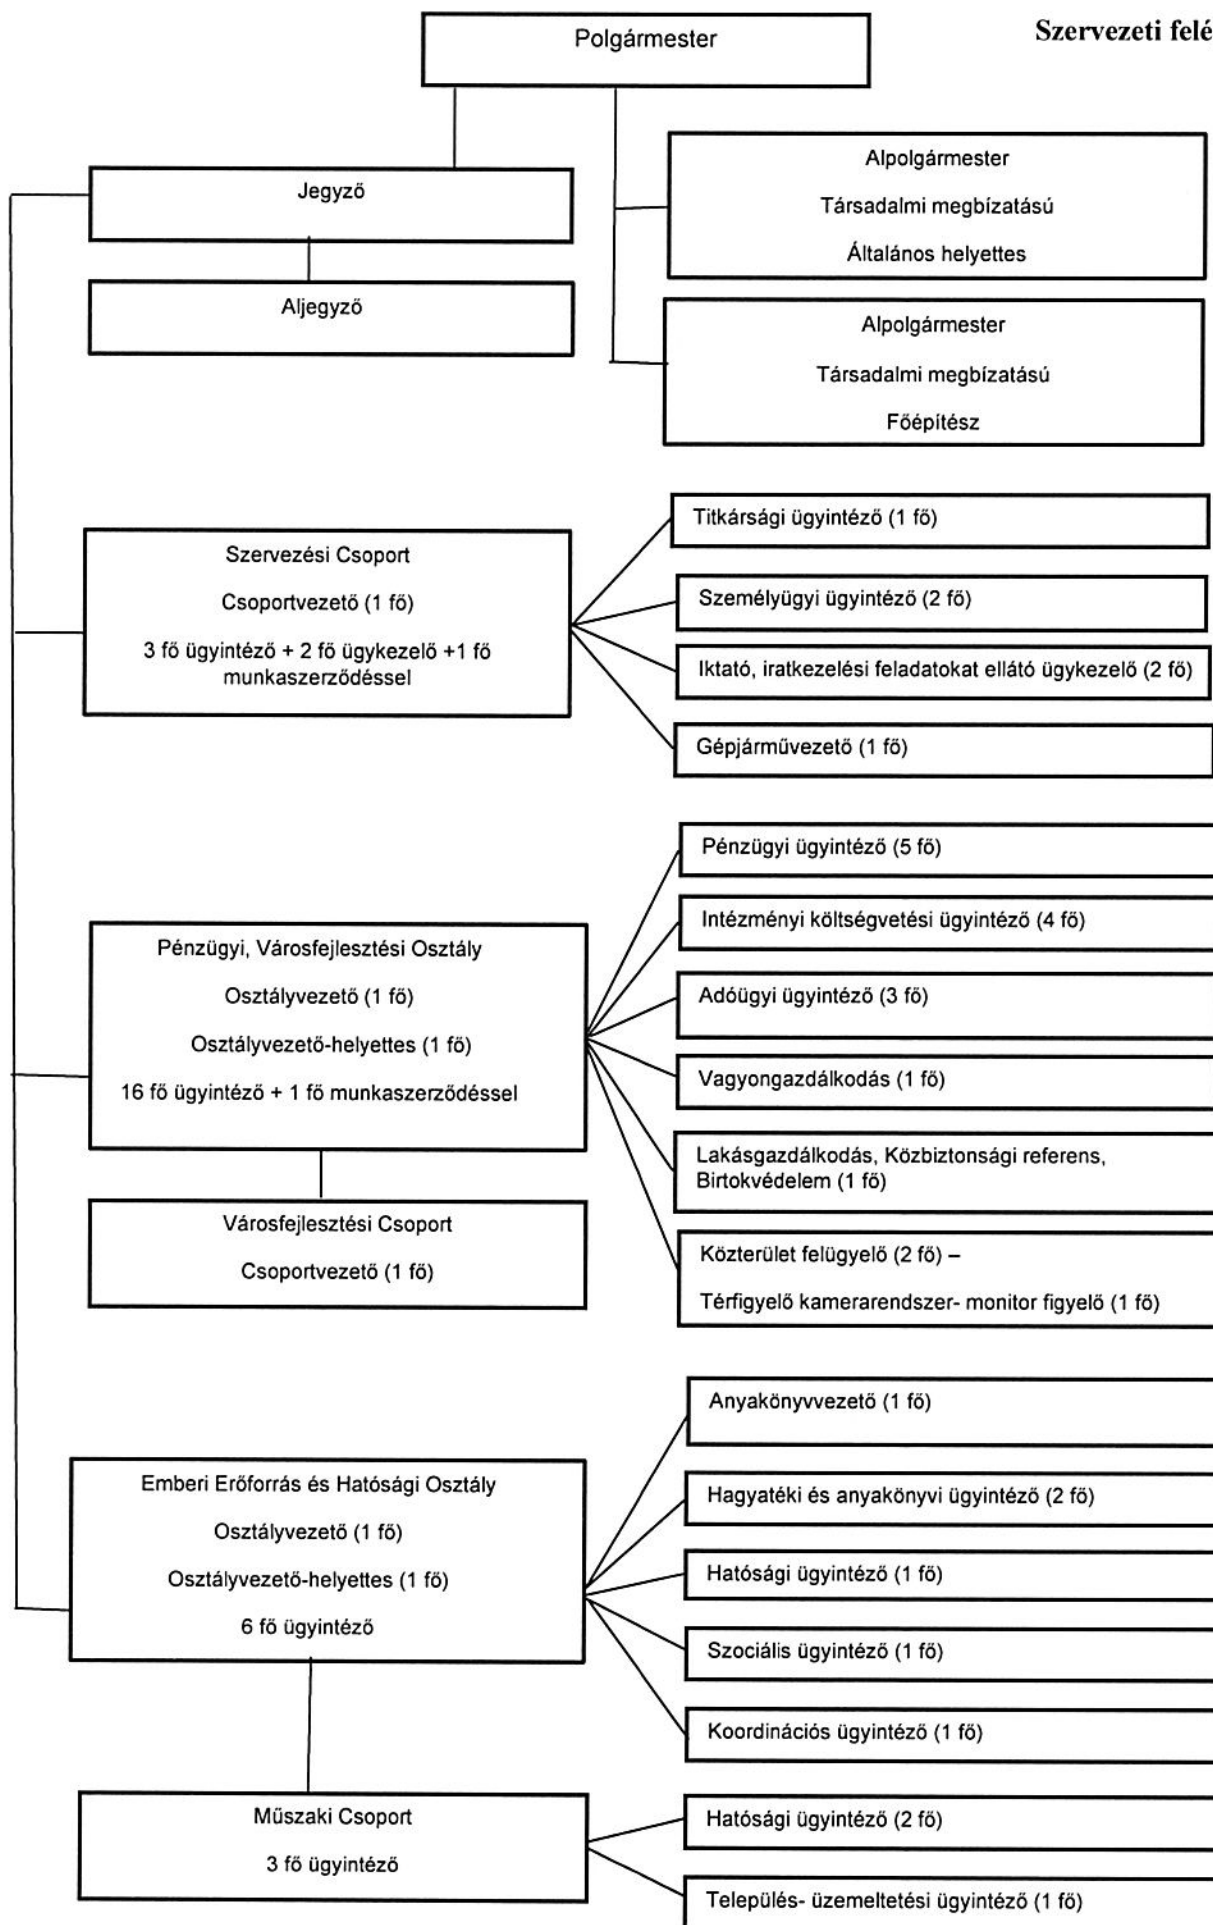 Szervezeti felé
Polgármester
Jegyző
Aljegyző
Alpolgármester
Társadalmi megbízatású
Általános helyettes
Alpolgármester
Társadalmi megbízatású
Főépítész
Szervezési Csoport
Csoportvezető (1 fő)
3 fő ügyintéző + 2 fő ügykezelő +1 fő
munkaszerződéssel
Titkársági ügyintéző (1 fő)
Személyügyi ügyintéző (2 fő)
Iktató, iratkezelési feladatokat ellátó ügykezelő (2 fő)
Gépjárművezető (1 fő)
Pénzügyi, Városfejlesztési Osztály
Osztályvezető (1 fő)
Osztályvezető-helyettes (1 fő)
16 fő ügyintéző + 1 fő munkaszerződéssel
Városfejlesztési Csoport
Csoportvezető (1 fő)
Pénzügyi ügyintéző (5 fő)
Intézményi költségvetési ügyintéző (4 fő)
Adóügyi ügyintéző (3 fő)
Vagyongazdálkodás (1 fő)
Lakásgazdálkodás, Közbiztonsági referens,
Birtokvédelem (1 fő)
Közterület felügyelő (2 fő) –
Térfigyelő kamerarendszer- monitor figyelő (1 fő)
Emberi Erőforrás és Hatósági Osztály
Osztályvezető (1 fő)
Osztályvezető-helyettes (1 fő)
6 fő ügyintéző
Anyakönyvvezető (1 fő)
Hagyatéki és anyakönyvi ügyintéző (2 fő)
Hatósági ügyintéző (1 fő)
Szociális ügyintéző (1 fő)
Koordinációs ügyintéző (1 fő)
Műszaki Csoport
3 fő ügyintéző
Hatósági ügyintéző (2 fő)
Település- üzemeltetési ügyintéző (1 fő)